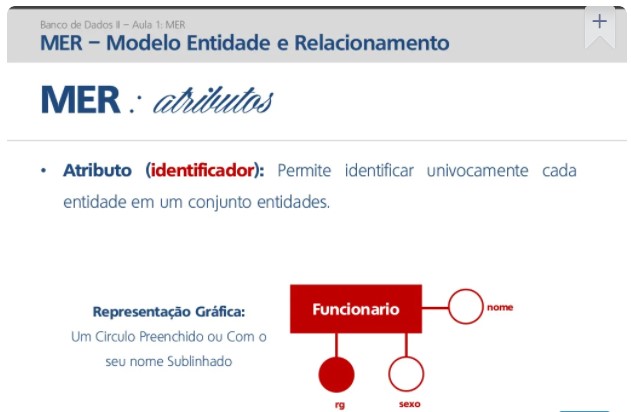 Banco de Dados II – Aula 1: MER
MER – Modelo Entidade e Relacionamento
+
MER : atributos
• Atributo (identificador): Permite identificar univocamente cada
entidade em um conjunto entidades.
Representação Gráfica:
Um Circulo Preenchido ou Com o
seu nome Sublinhado
Funcionario
nome
rg
sexo